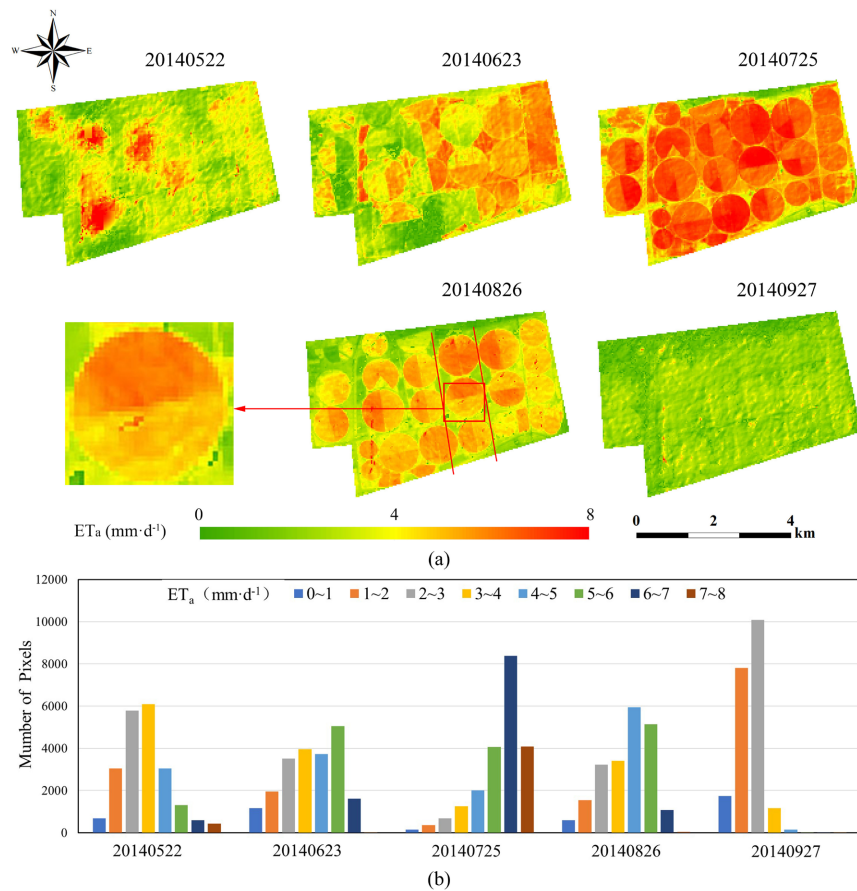 N
W E
S
20140522 20140623 20140725
20140826 20140927
0 4 8
ETa (mm·d-1)
0 2 4
km
(a)
12000
ETa (mm·d-1) 0~1 1~2 2~3 3~4 4~5 5~6 6~7 7~8
10000
8000
6000
4000
2000
0
Mumber of Pixels
20140522 20140623 20140725 20140826 20140927
(b)